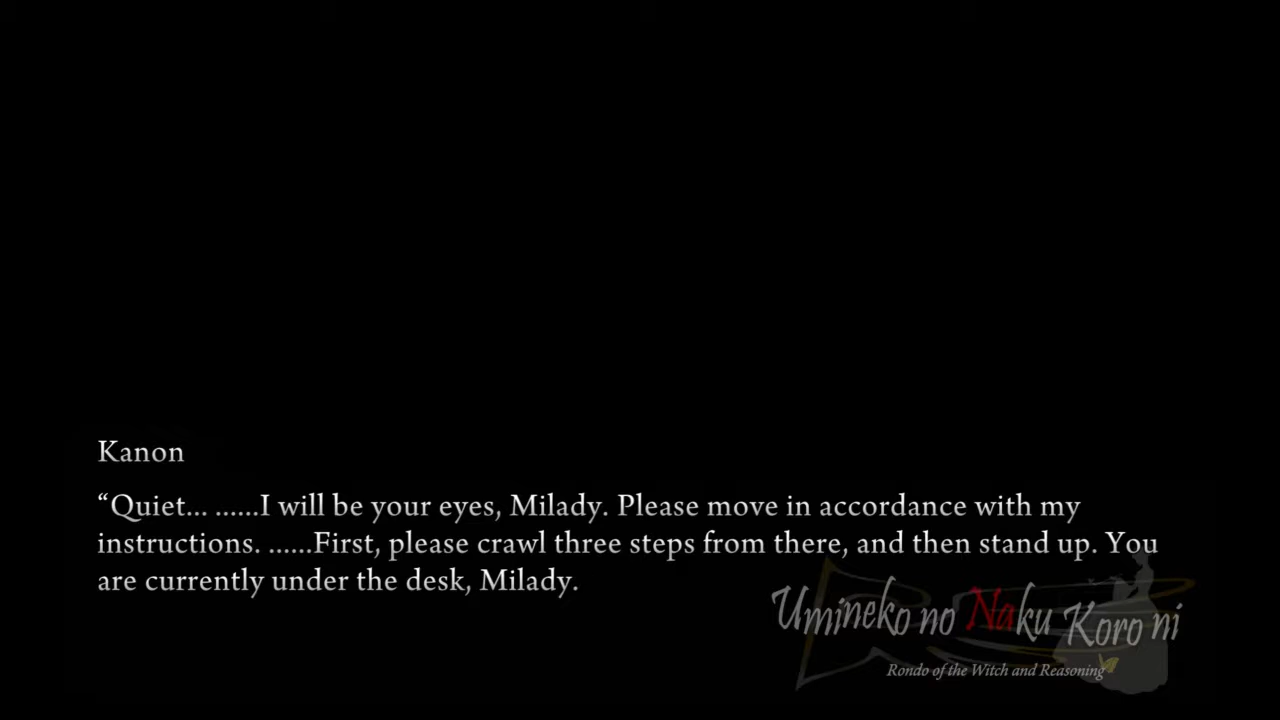 Kanon
“Quiet... ......I will be your eyes, Milady. Please move in accordance with my
instructions. ......First, please crawl three steps from there, and then stand up. You
are currently under the desk, Milady.
Umineko no Naku Koro ni
Rondo of the Witch and Reasoning